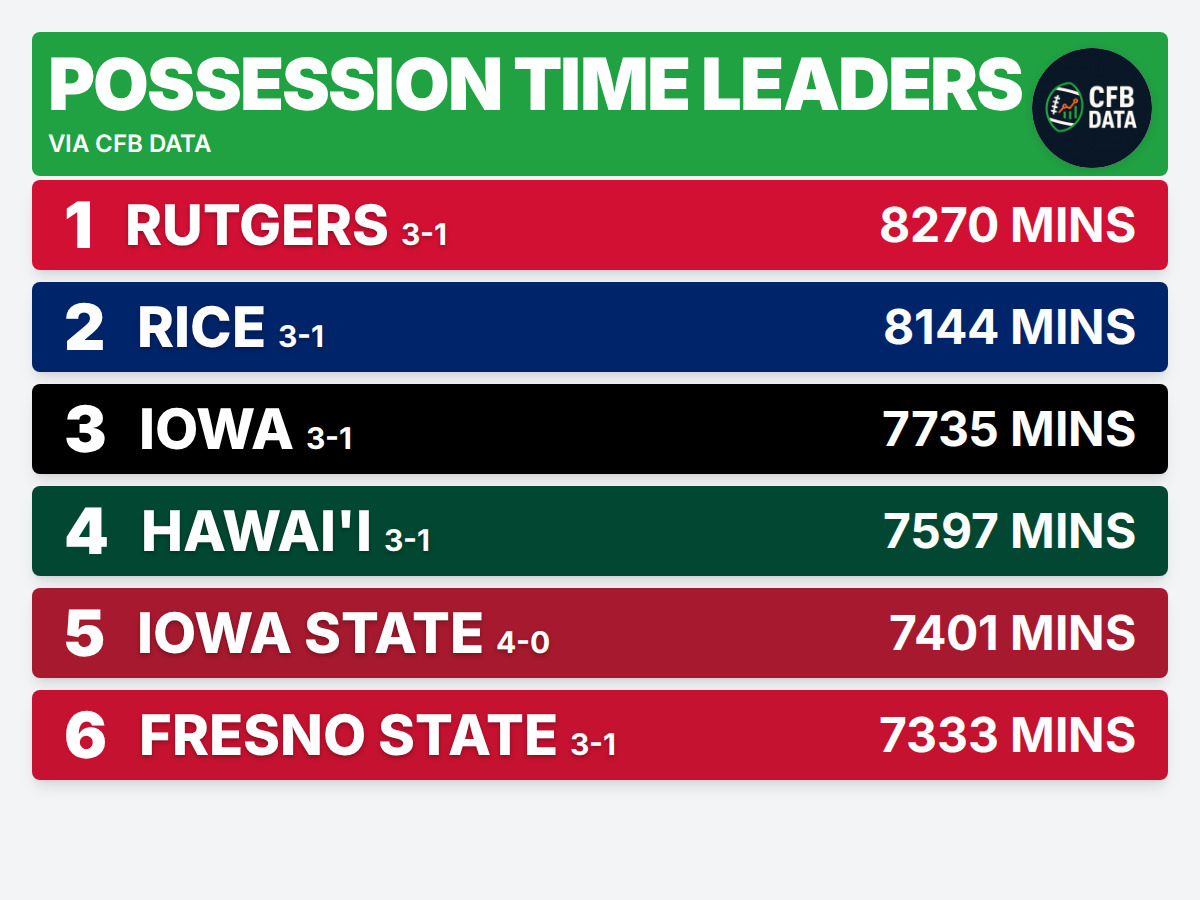 POSSESSION TIME LEADERS
VIA CFB DATA
CFB
DATA
1 RUTGERS 3-1 8270 MINS
2 RICE 3-1 8144 MINS
3 IOWA 3-1 7735 MINS
4 HAWAI'I 3-1 7597 MINS
5 IOWA STATE 4-0 7401 MINS
6 FRESNO STATE 3-1 7333 MINS